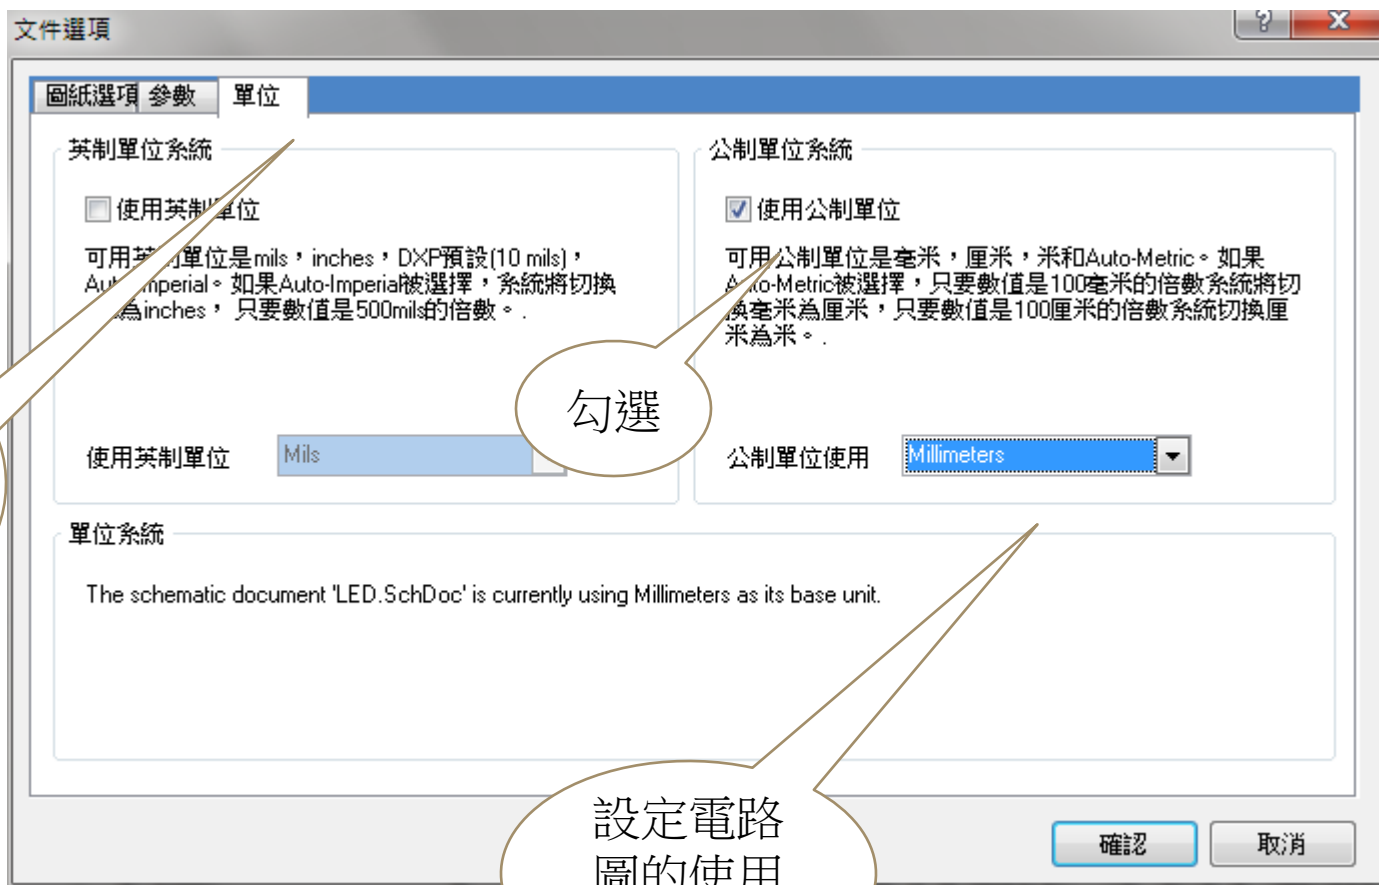 文件選項
圖紙選項 參數 單位
英制單位系統
使用英制單位
可用英制單位是mils，inches，DXP預設(10 mils)，
Auto-Imperial。如果Auto-Imperial被選擇，系統將切換
為inches， 只要數值是500mils的倍數。.
使用英制單位 Mils
公制單位系統
使用公制單位
可用公制單位是毫米，厘米，米和Auto-Metric。如果
Auto-Metric被選擇，只要數值是100毫米的倍數系統將切
換毫米為厘米，只要數值是100厘米的倍數系統切換厘
米為米。.
公制單位使用 Millimeters
勾選
單位系統
The schematic document 'LED.SchDoc' is currently using Millimeters as its base unit.
設定電路
圖的使用
確認 取消